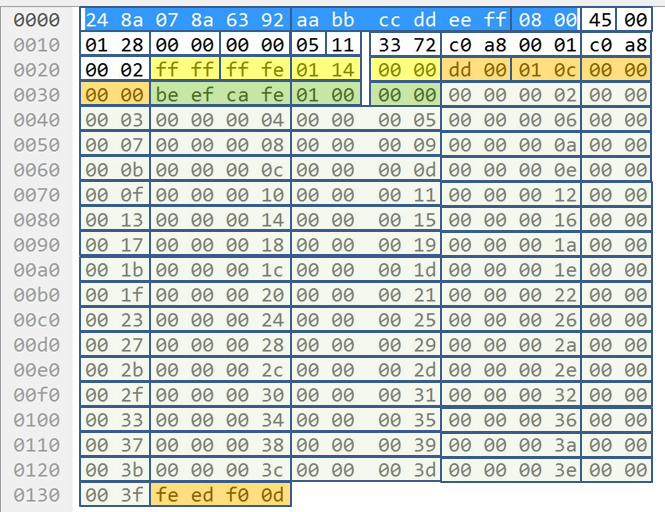 0000 24 8a 07 8a 63 92 aa bb cc dd ee ff 08 00 45 00
0010 01 28 00 00 00 00 05 11 33 72 c0 a8 00 01 c0 a8
0020 00 02 ff ff ff fe 01 14 00 00 dd 00 01 0c 00 00
0030 00 00 be ef ca fe 01 00 00 00 00 00 00 02 00 00
0040 00 03 00 00 00 04 00 00 00 05 00 00 00 06 00 00
0050 00 07 00 00 00 08 00 00 00 09 00 00 00 0a 00 00
0060 00 0b 00 00 00 0c 00 00 00 0d 00 00 00 0e 00 00
0070 00 0f 00 00 00 10 00 00 00 11 00 00 00 12 00 00
0080 00 13 00 00 00 14 00 00 00 15 00 00 00 16 00 00
0090 00 17 00 00 00 18 00 00 00 19 00 00 00 1a 00 00
00a0 00 1b 00 00 00 1c 00 00 00 1d 00 00 00 1e 00 00
00b0 00 1f 00 00 00 20 00 00 00 21 00 00 00 22 00 00
00c0 00 23 00 00 00 24 00 00 00 25 00 00 00 26 00 00
00d0 00 27 00 00 00 28 00 00 00 29 00 00 00 2a 00 00
00e0 00 2b 00 00 00 2c 00 00 00 2d 00 00 00 2e 00 00
00f0 00 2f 00 00 00 30 00 00 00 31 00 00 00 32 00 00
0100 00 33 00 00 00 34 00 00 00 35 00 00 00 36 00 00
0110 00 37 00 00 00 38 00 00 00 39 00 00 00 3a 00 00
0120 00 3b 00 00 00 3c 00 00 00 3d 00 00 00 3e 00 00
0130 00 3f fe ed f0 0d